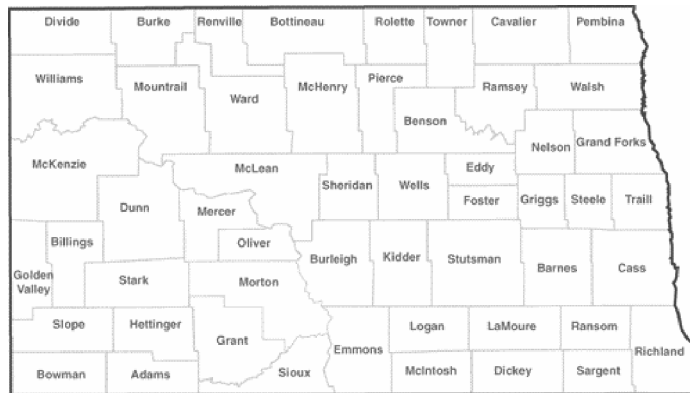 Divide
Burke
Renville
Bottineau
Rolette
Towner
Cavalier
Pembina
Williams
Mountrail
Ward
McHenry
Pierce
Ramsey
Walsh
Benson
McKenzie
McLean
Sheridan
Wells
Eddy
Nelson
Grand Forks
Dunn
Mercer
Foster
Griggs
Steele
Traill
Billings
Oliver
Burleigh
Kidder
Stutsman
Barnes
Cass
Golden
Valley
Stark
Morton
Slope
Hettinger
Grant
Emmons
Logan
LaMoure
Ransom
Richland
Bowman
Adams
Sioux
McIntosh
Dickey
Sargent